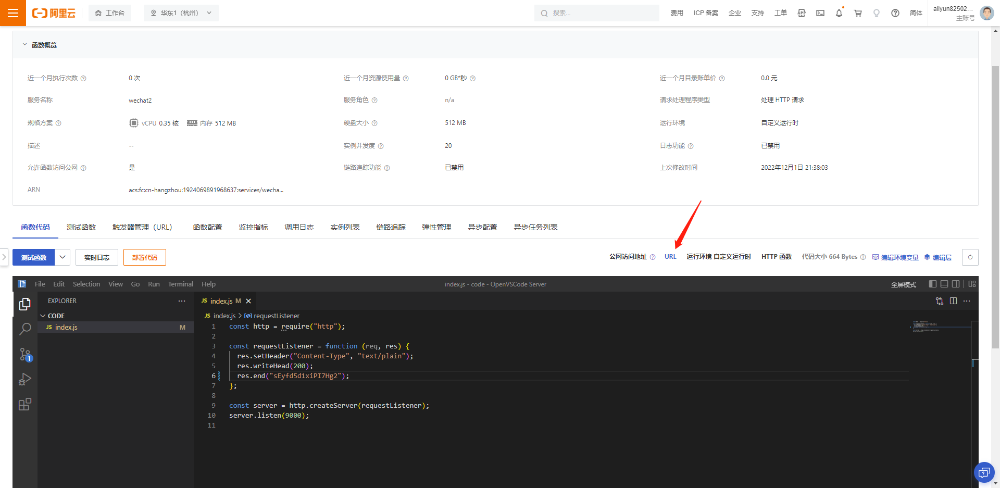 阿里云 工作台 华东1（杭州） 搜索... 费用 ICP 备案 企业 支持 工单 简体 aliyun82502...
主账号
函数概览
近一个月执行次数 0 次 近一个月资源使用量 0 GB*秒 近一个月目录账单价 0.0 元
服务名称 wechat2 服务角色 n/a 请求处理程序类型 处理 HTTP 请求
规格方案 vCPU 0.35 核 内存 512 MB 硬盘大小 512 MB 运行环境 自定义运行时
描述 -- 实例并发度 20 日志功能 已禁用
允许函数访问公网 是 链路追踪功能 已禁用 上次修改时间 2022年12月1日 21:38:03
ARN acs:fc:cn-hangzhou:1924069891968637:services/wecha...
函数代码 测试函数 触发器管理（URL） 函数配置 监控指标 调用日志 实例列表 链路追踪 弹性管理 异步配置 异步任务列表
测试函数 实时日志 部署代码 公网访问地址 URL 运行环境 自定义运行时 HTTP 函数 代码大小 664 Bytes 编辑环境变量 编辑层
File Edit Selection View Go Run Terminal Help index.js - code - OpenVSCode Server 全屏模式
EXPLORER ... JS index.js M
CODE JS index.js > requestListener
JS index.js M
1
1 const http = require("http");
2
3 const requestListener = function (req, res) {
4 res.setHeader("Content-Type", "text/plain");
5 res.writeHead(200);
6 res.end("sEyfd5d1xiPI7Hg2");
7 };
8
9 const server = http.createServer(requestListener);
10 server.listen(9000);
11